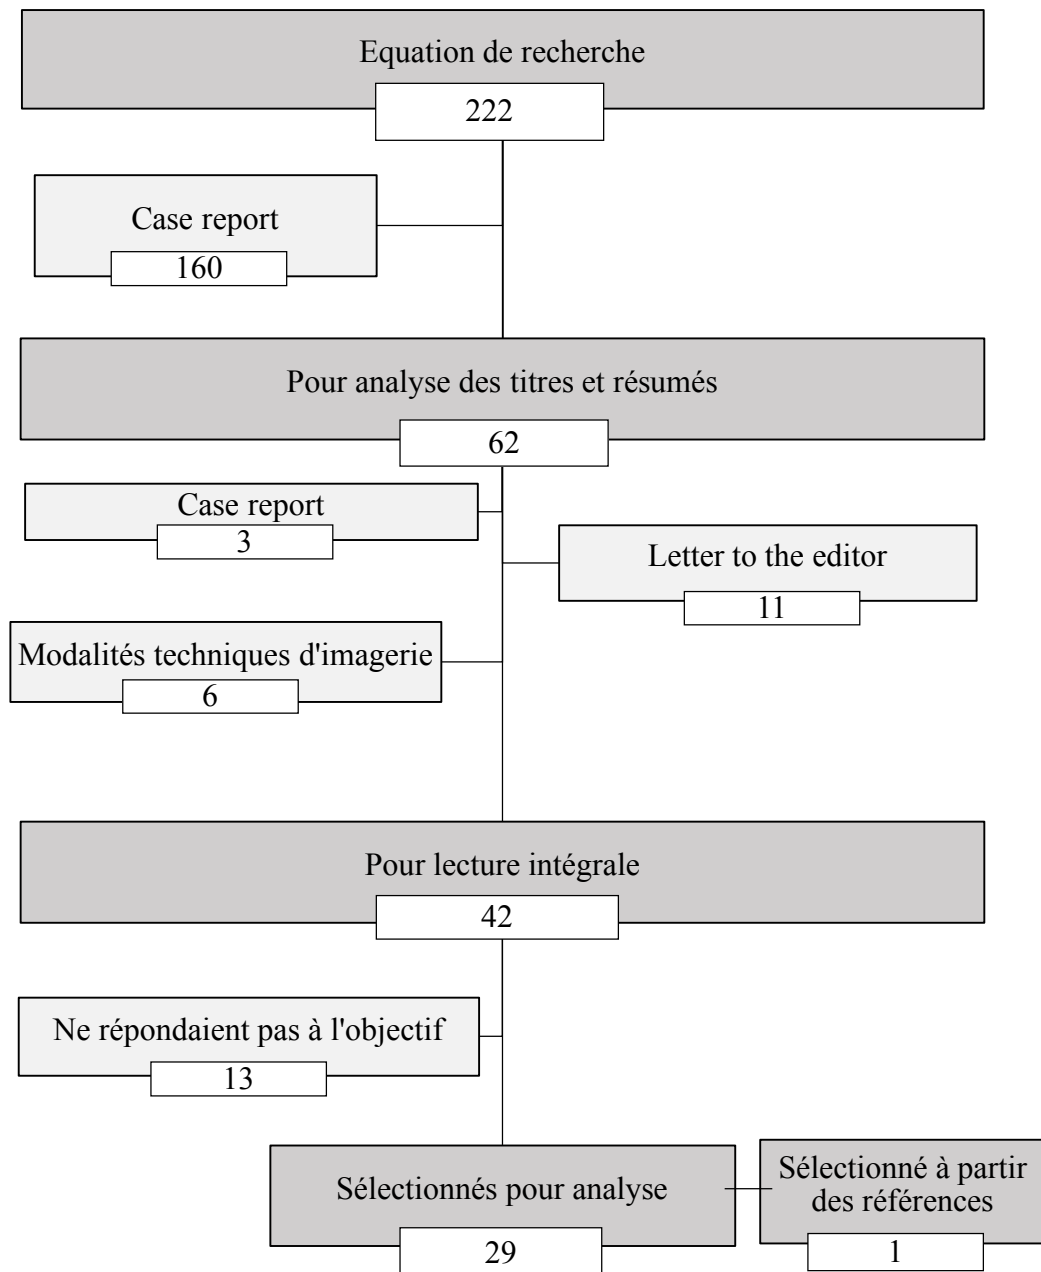 Equation de recherche
222
Case report
160
Pour analyse des titres et résumés
62
Case report
3
Letter to the editor
11
Modalités techniques d'imagerie
6
Pour lecture intégrale
42
Ne répondaient pas à l'objectif
13
Sélectionnés pour analyse
29
Sélectionné à partir
des références
1